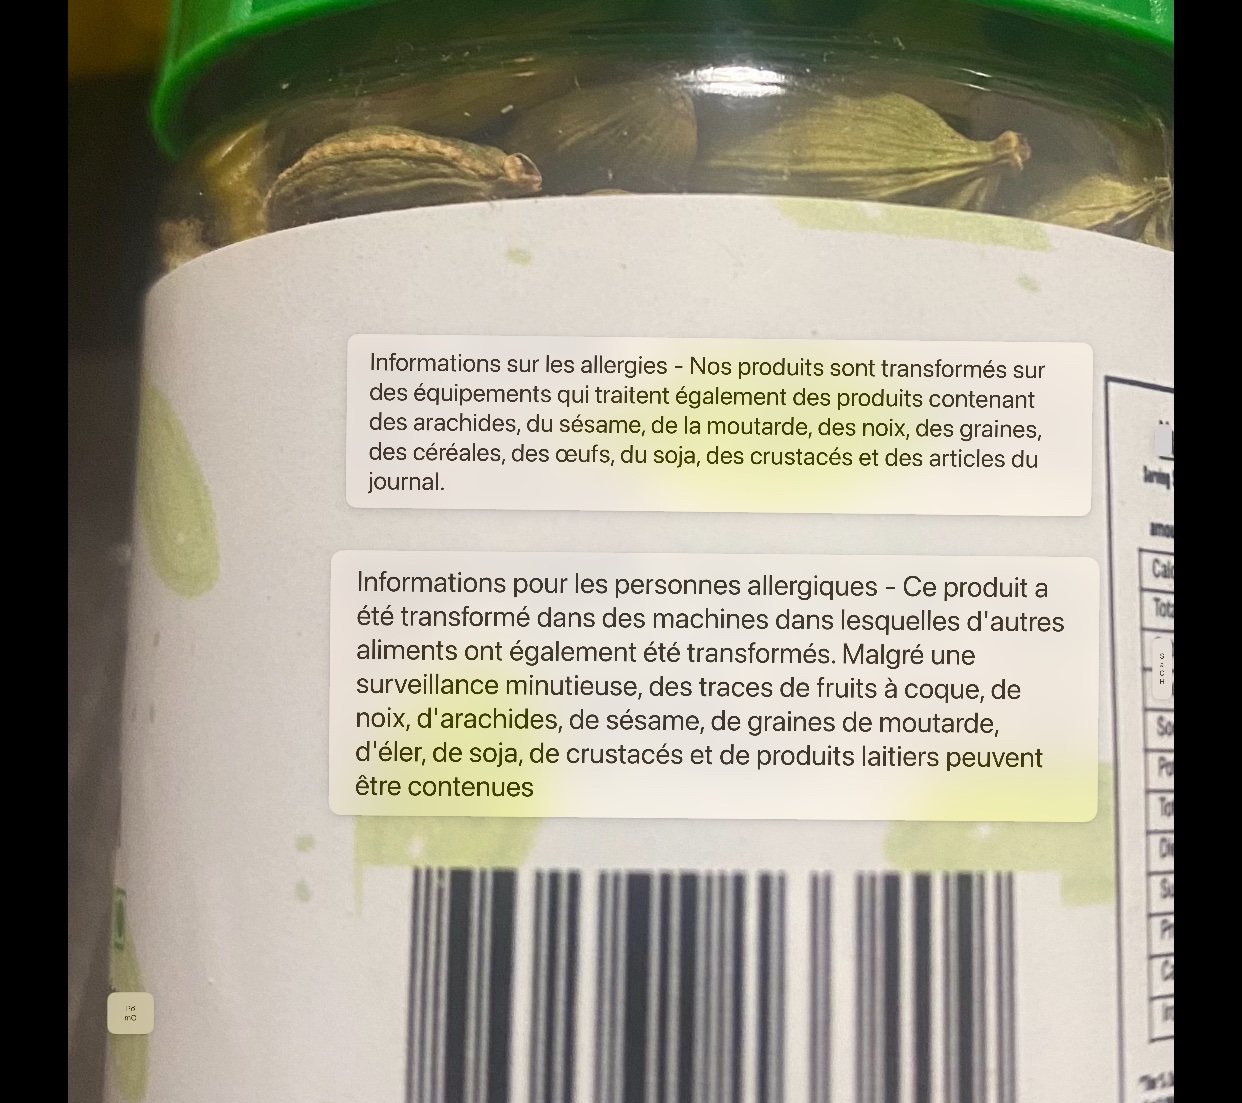 Informations sur les allergies - Nos produits sont transformés sur
des équipements qui traitent également des produits contenant
des arachides, du sésame, de la moutarde, des noix, des graines,
des céréales, des œufs, du soja, des crustacés et des articles du
journal.
Informations pour les personnes allergiques - Ce produit a
été transformé dans des machines dans lesquelles d'autres
aliments ont également été transformés. Malgré une
surveillance minutieuse, des traces de fruits à coque, de
noix, d'arachides, de sésame, de graines de moutarde,
d'éler, de soja, de crustacés et de produits laitiers peuvent
être contenues